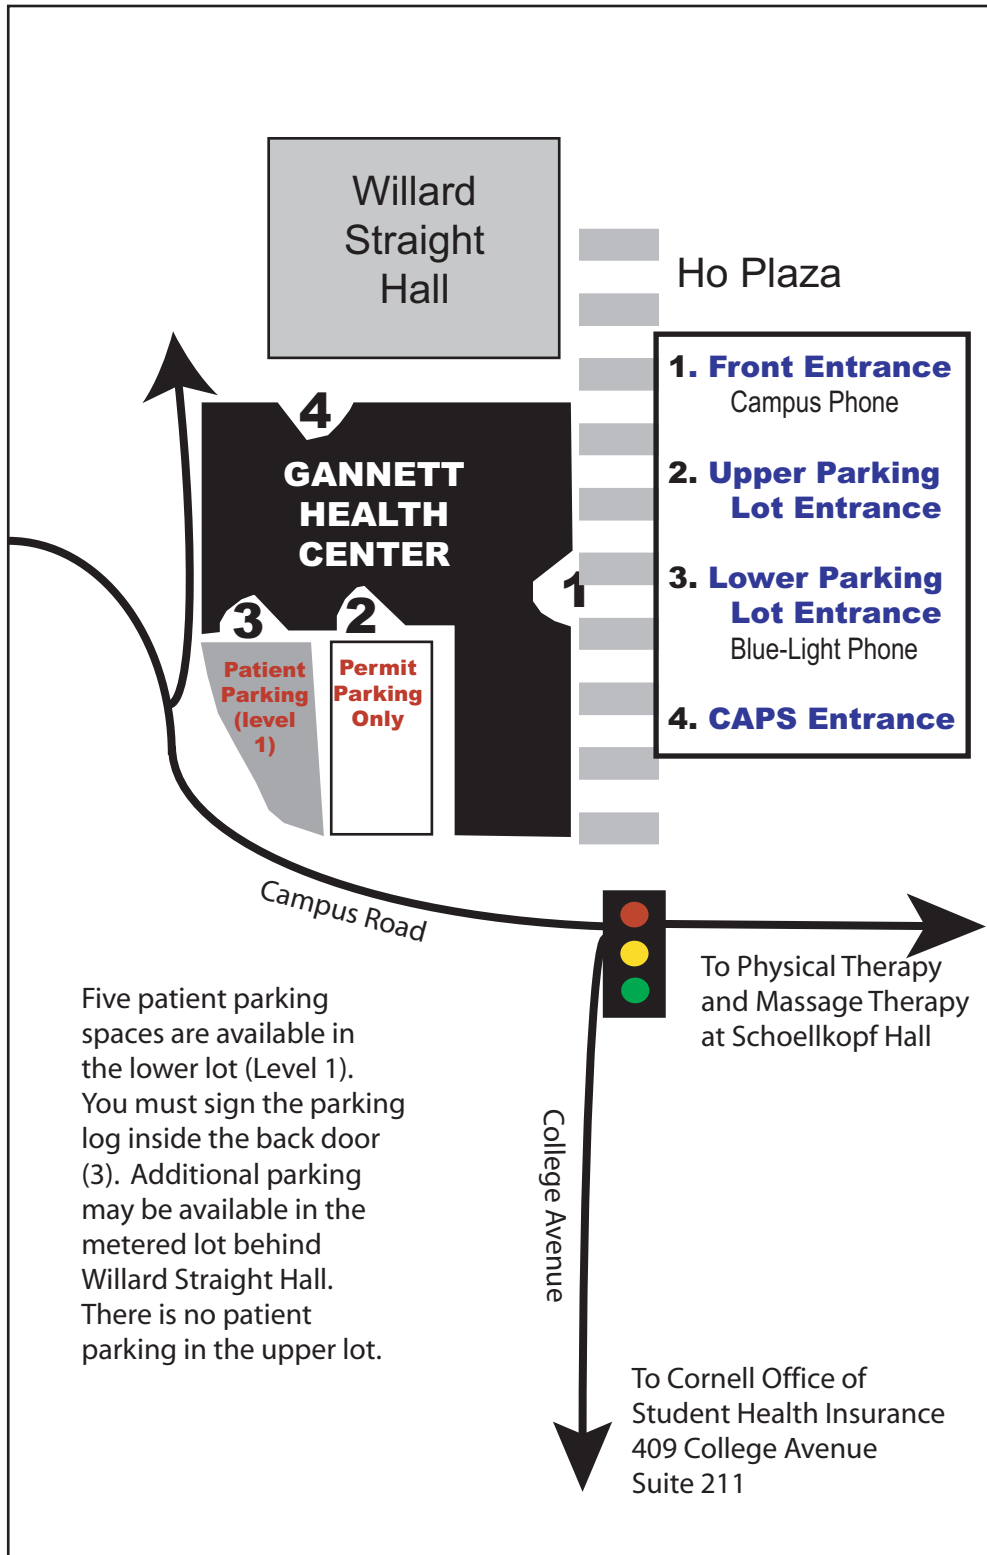 Willard
Straight
Hall
Ho Plaza
1. Front Entrance
Campus Phone
2. Upper Parking
Lot Entrance
3. Lower Parking
Lot Entrance
Blue-Light Phone
4. CAPS Entrance
4
GANNETT
HEALTH
CENTER
1
3
2
Patient
Parking
(level
1)
Permit
Parking
Only
Campus Road
To Physical Therapy
and Massage Therapy
at Schoellkopf Hall
Five patient parking
spaces are available in
the lower lot (Level 1).
You must sign the parking
log inside the back door
(3). Additional parking
may be available in the
metered lot behind
Willard Straight Hall.
There is no patient
parking in the upper lot.
College Avenue
To Cornell Office of
Student Health Insurance
409 College Avenue
Suite 211